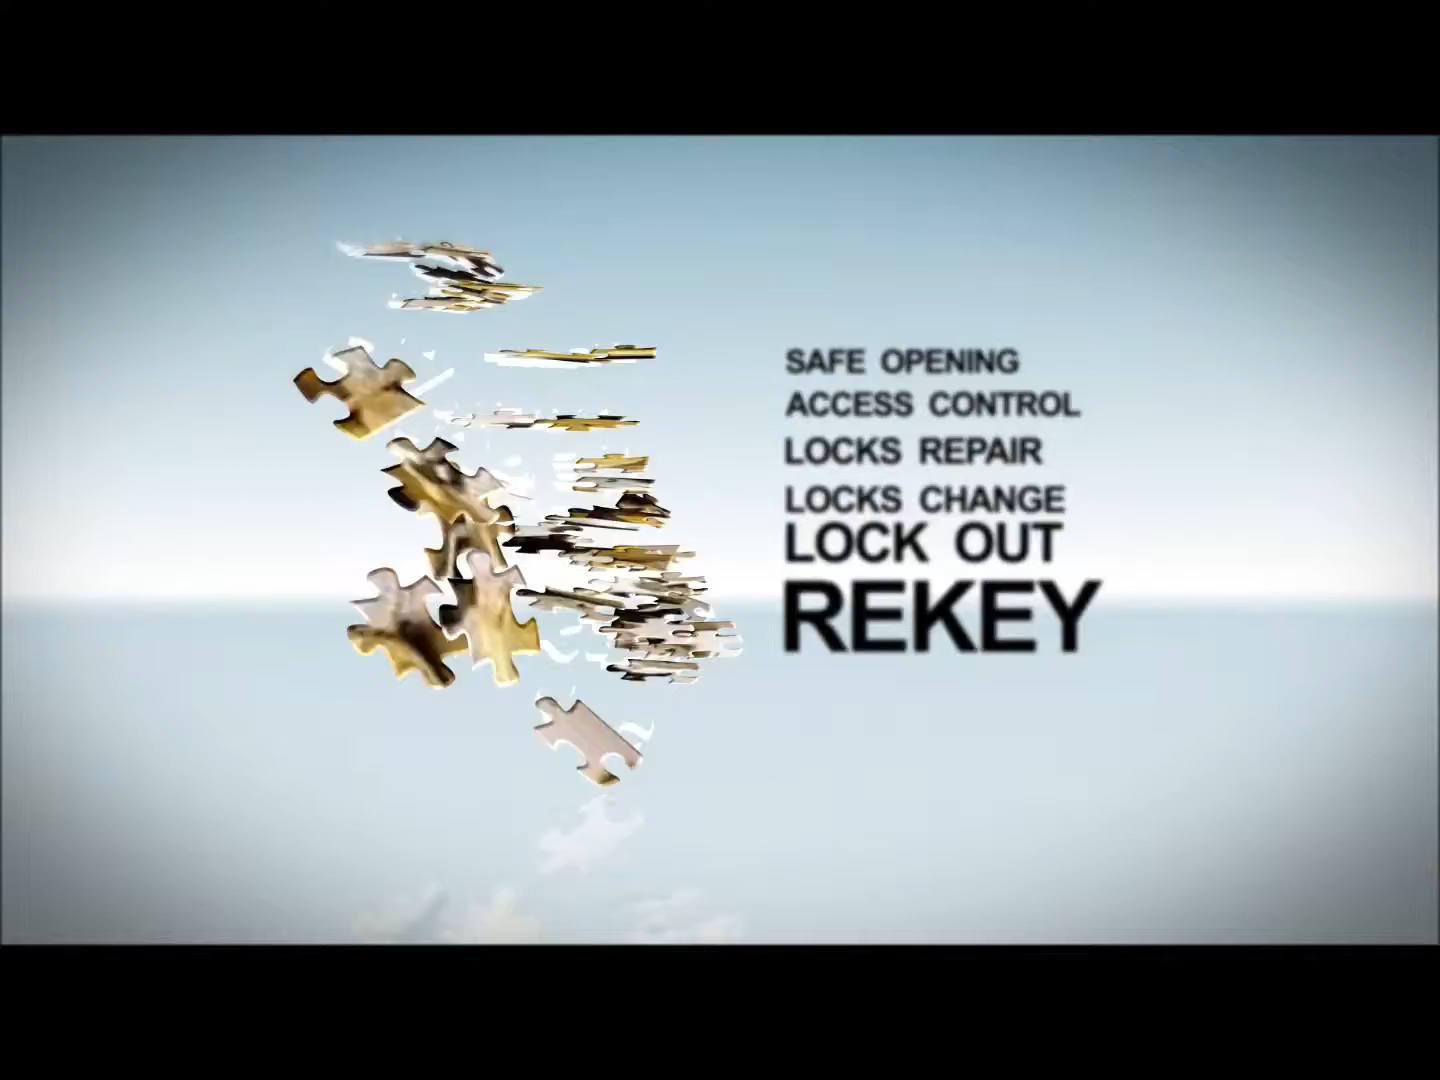 SAFE OPENING
ACCESS CONTROL
LOCKS REPAIR
LOCKS CHANGE
LOCK OUT
REKEY